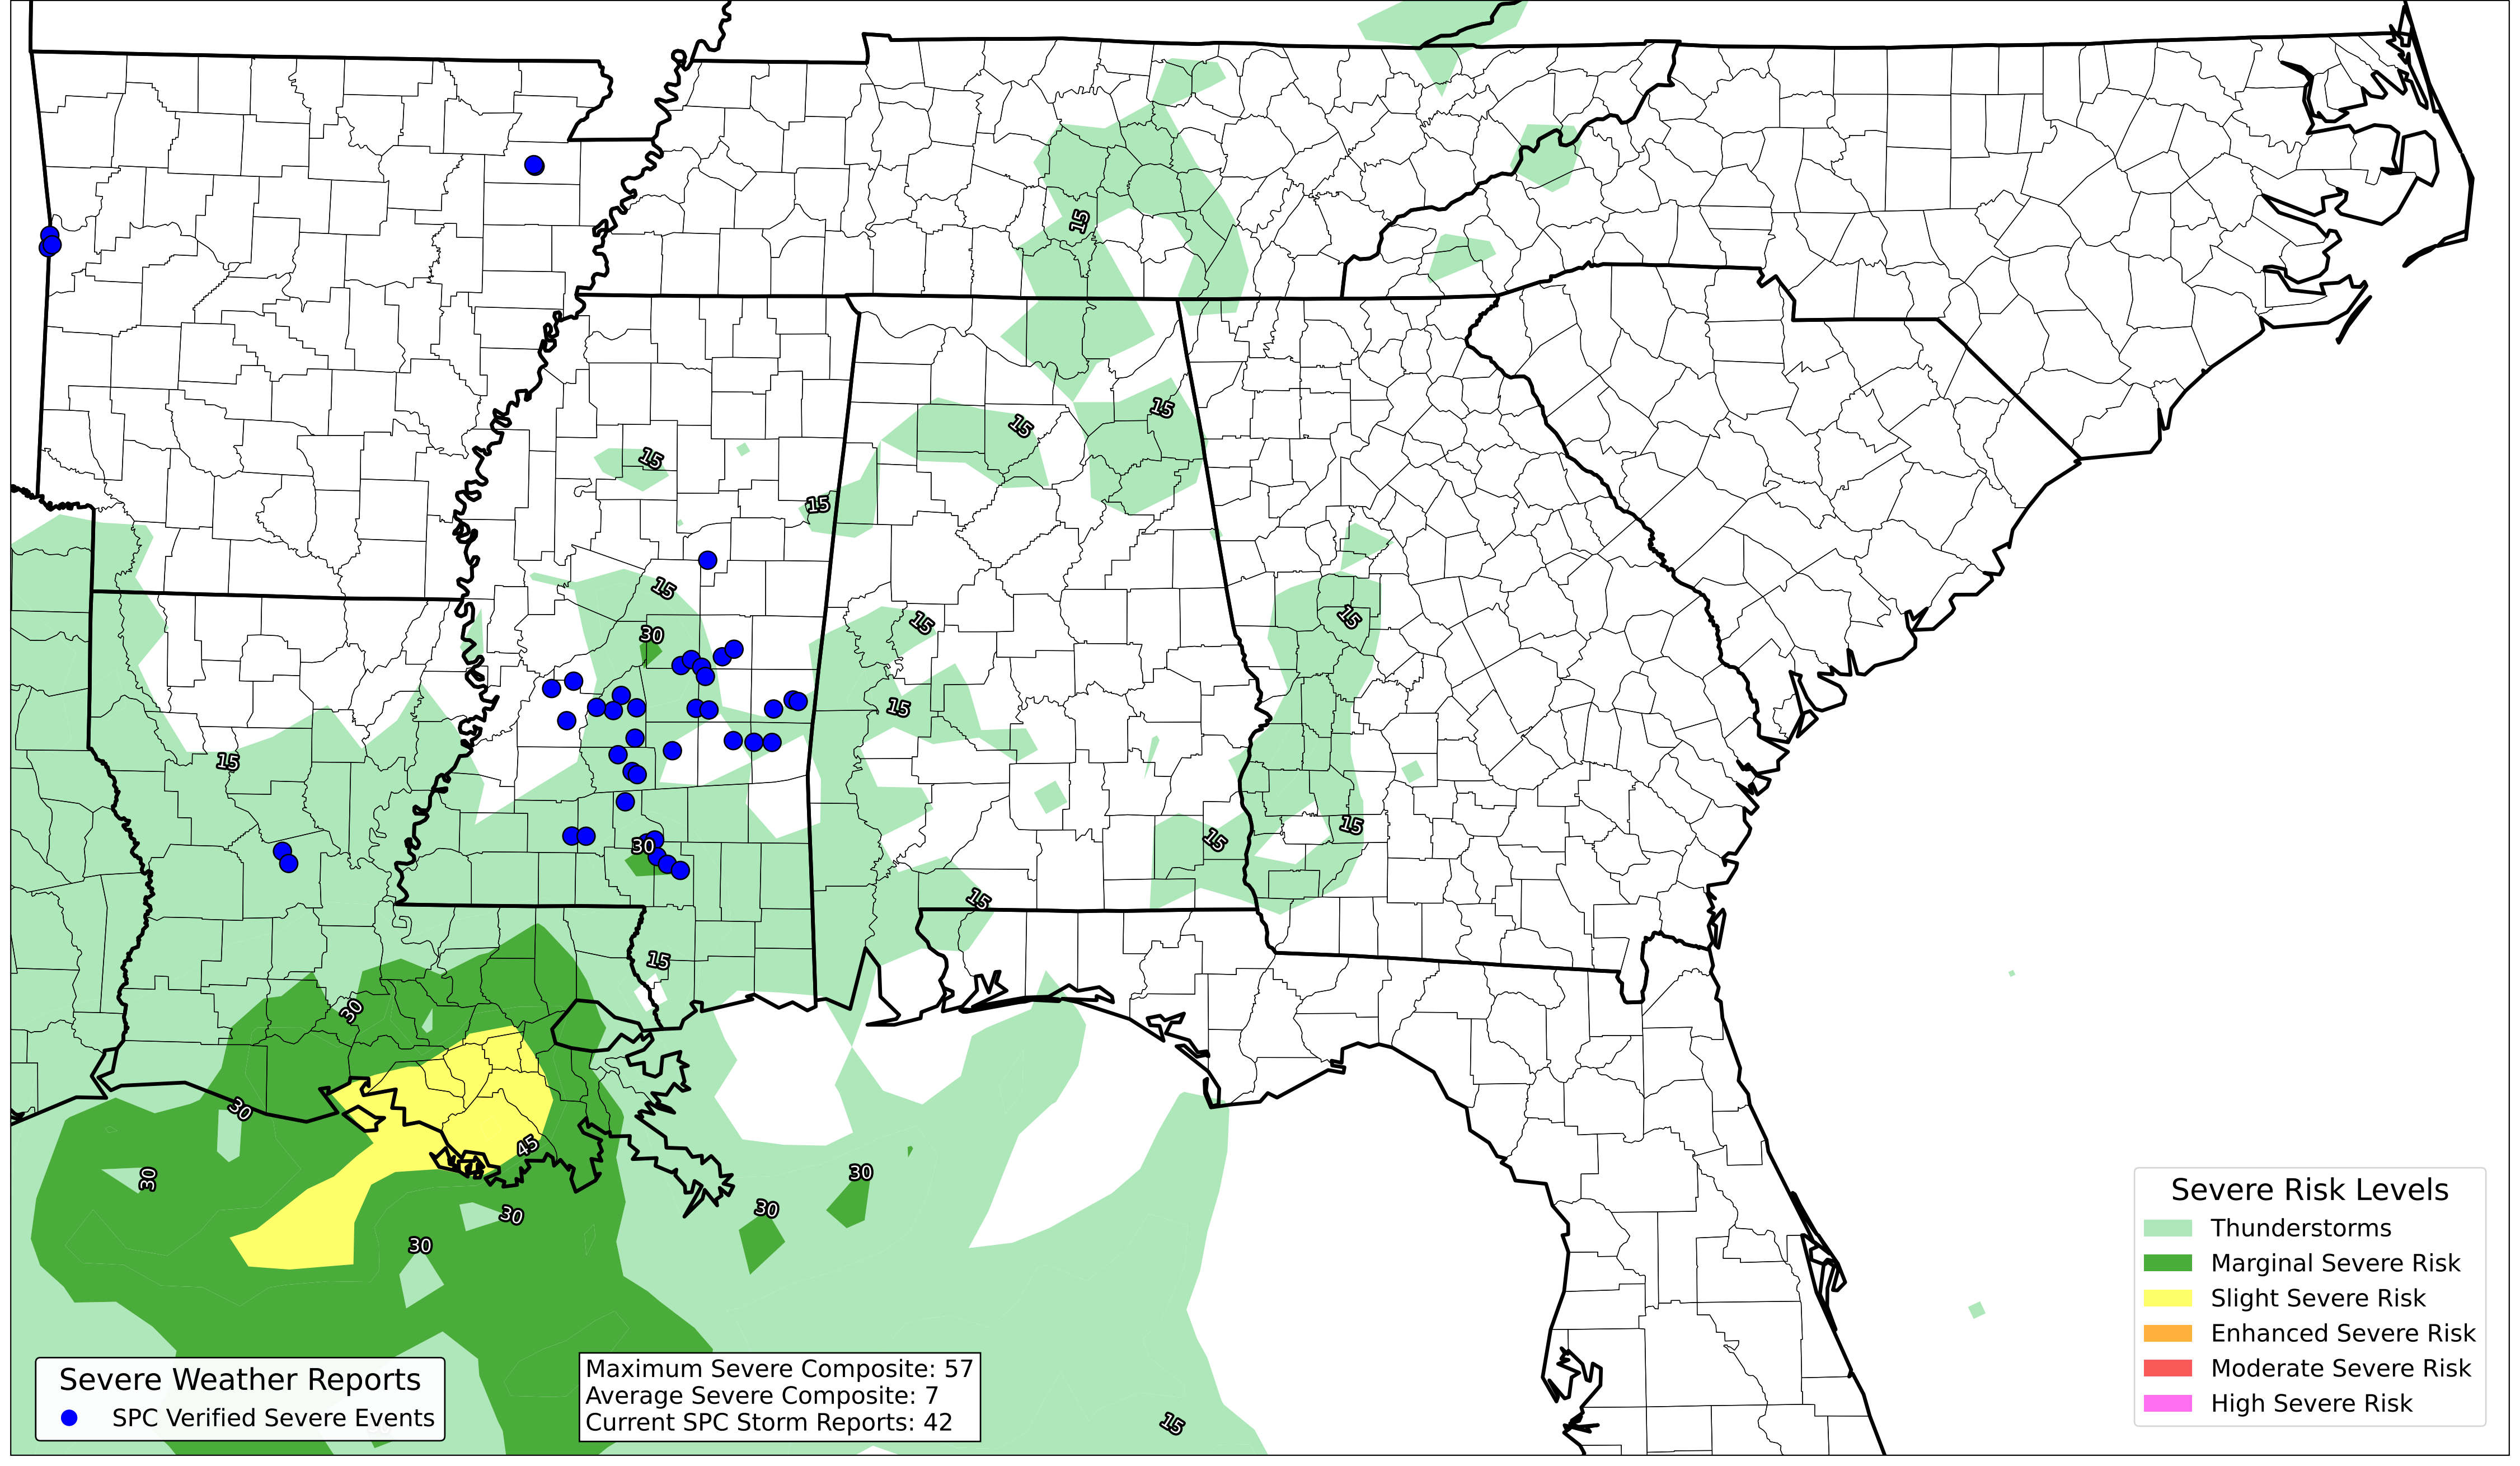 15
15
15
15
15
15
30
15
15
15
15
15
15
30
15
15
30
30
45
30
30
30
30
30
15
Severe Weather Reports
SPC Verified Severe Events
Maximum Severe Composite: 57
Average Severe Composite: 7
Current SPC Storm Reports: 42
Severe Risk Levels
Thunderstorms
Marginal Severe Risk
Slight Severe Risk
Enhanced Severe Risk
Moderate Severe Risk
High Severe Risk